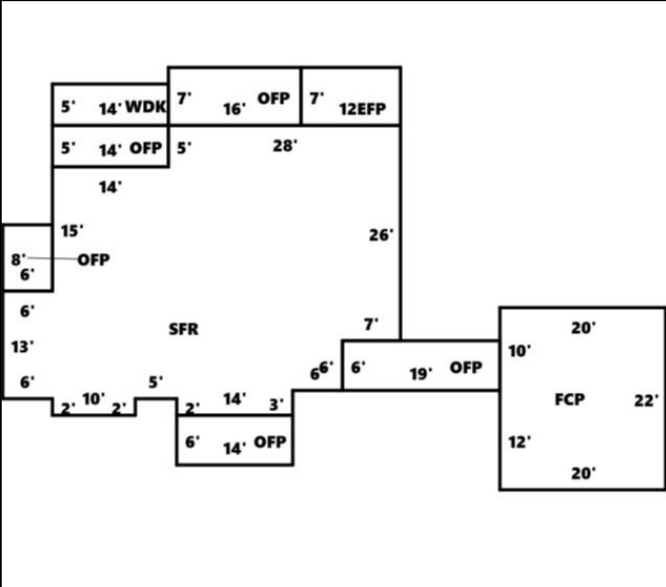 7' 16' OFP 7' 12EFP
5' 14' WDK
5' 14' OFP 5' 28'
14'
15'
26'
8' OFP
6'
6'
7'
SFR
20'
13'
10'
66' 6' 19' OFP
6' 5'
10' 14' 3'
2' 2' 2'
FCP 22'
6' 14' OFP
12'
20'